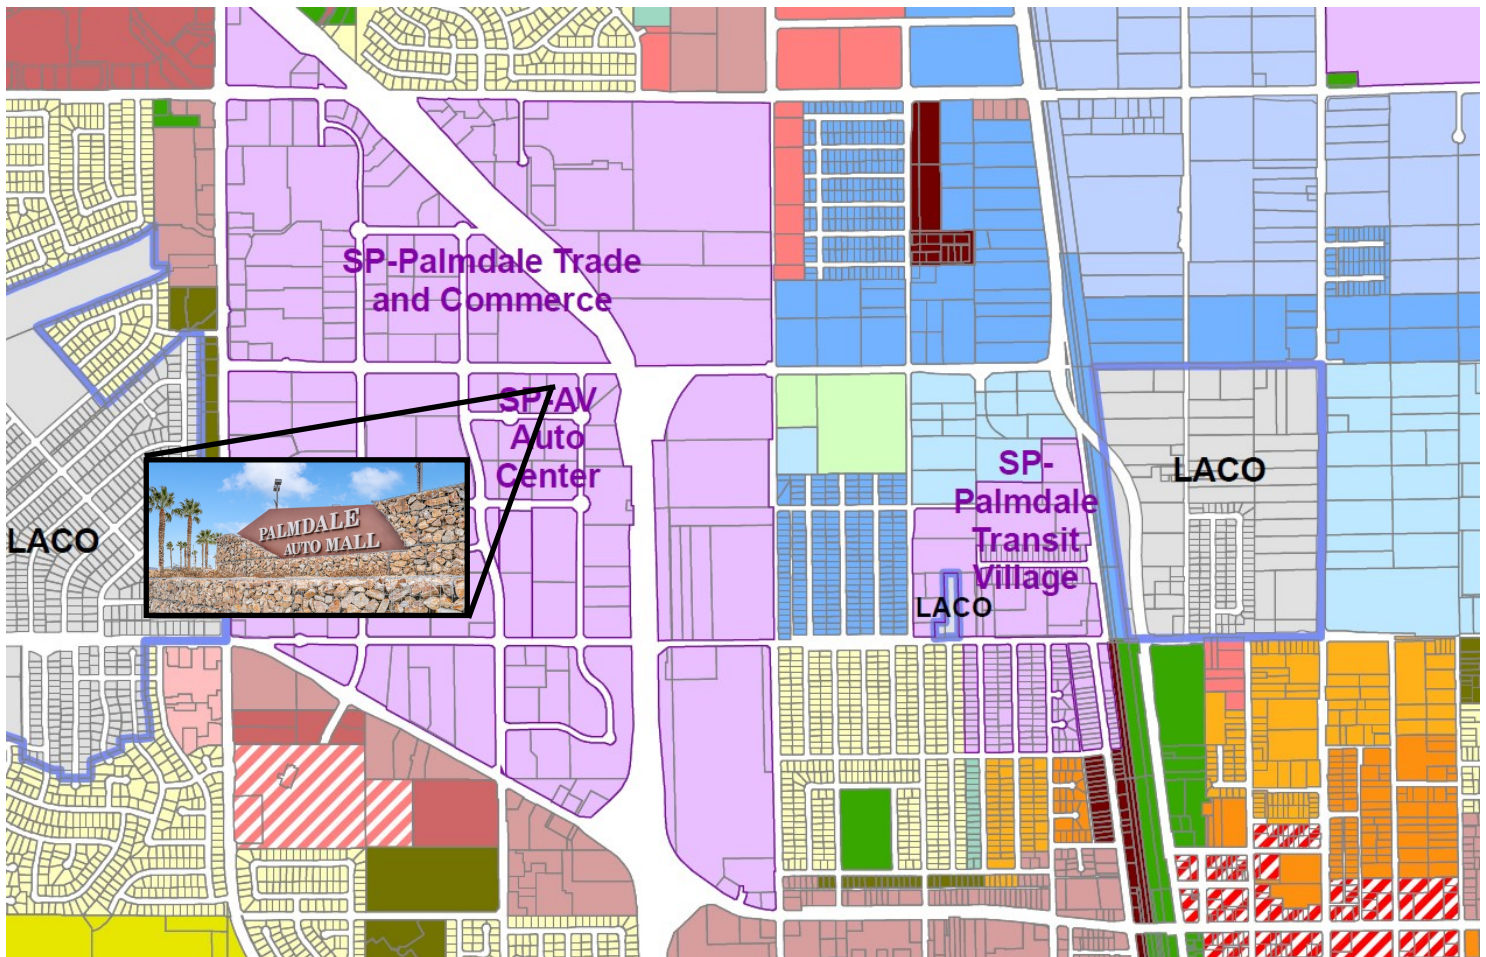 SP-Palmdale Trade
and Commerce
SP-AV
Auto
Center
SP-
Palmdale
Transit
Village
LACO
LACO
LACO
PALMDALE
AUTO MALL